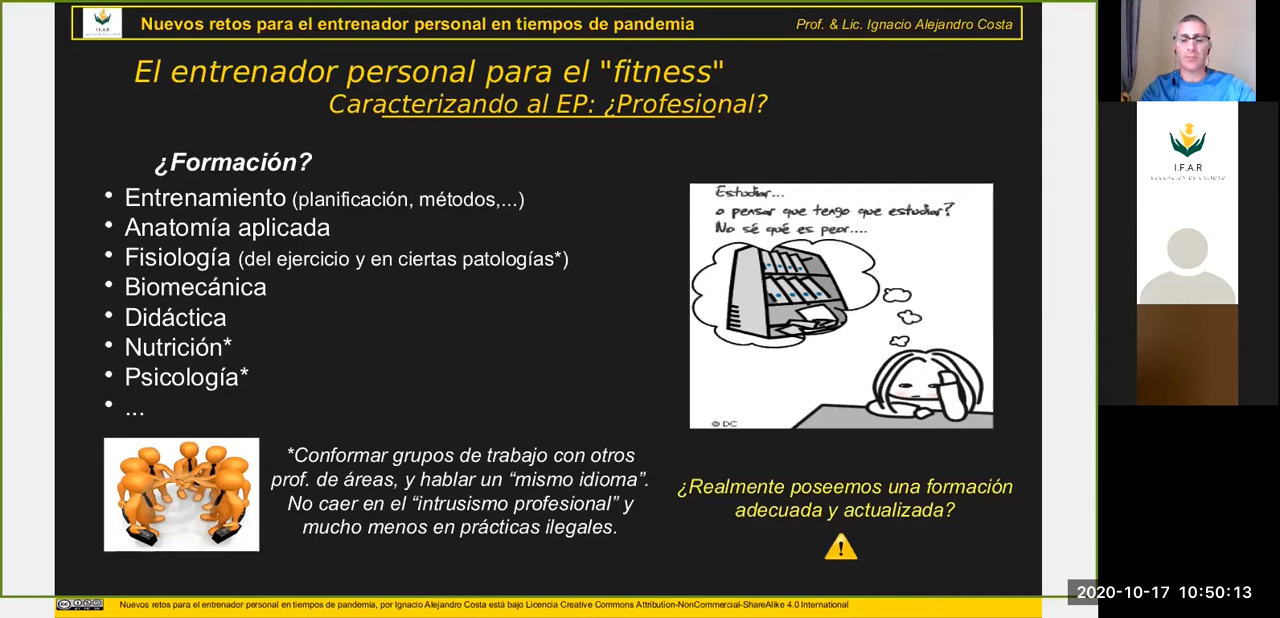 Nuevos retos para el entrenador personal en tiempos de pandemia
Prof. & Lic. Ignacio Alejandro Costa
I.F.A.R
El entrenador personal para el "fitness"
Caracterizando al EP: ¿Profesional?
¿Formación?
• Entrenamiento (planificación, métodos,...)
• Anatomía aplicada
• Fisiología (del ejercicio y en ciertas patologías*)
• Biomecánica
• Didáctica
• Nutrición*
• Psicología*
• ...
Estudiar...
o pensar que tengo que estudiar?
No sé qué es peor....
© DC
*Conformar grupos de trabajo con otros
prof. de áreas, y hablar un “mismo idioma”.
No caer en el “intrusismo profesional” y
mucho menos en prácticas ilegales.
¿Realmente poseemos una formación
adecuada y actualizada?
!
Nuevos retos para el entrenador personal en tiempos de pandemia, por Ignacio Alejandro Costa está bajo Licencia Creative Commons Attribution-NonCommercial-ShareAlike 4.0 International
I.F.A.R
2020-10-17 10:50:13